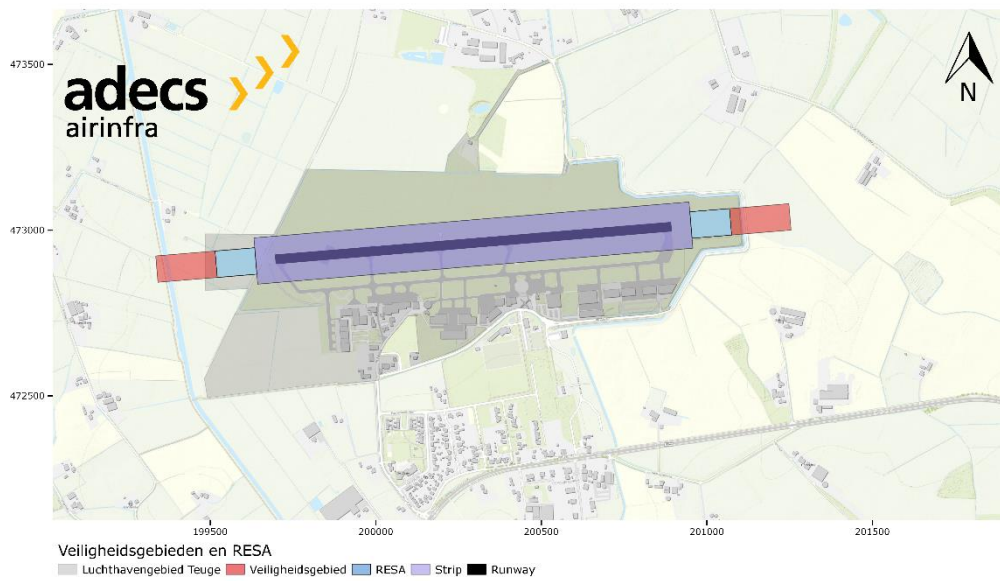 473500
adecs
airinfra
N
473000
472500
199500 200000 200500 201000 201500
Veiligheidsgebieden en RESA
Luchthavengebied Teuge Veiligheidsgebied RESA Strip Runway